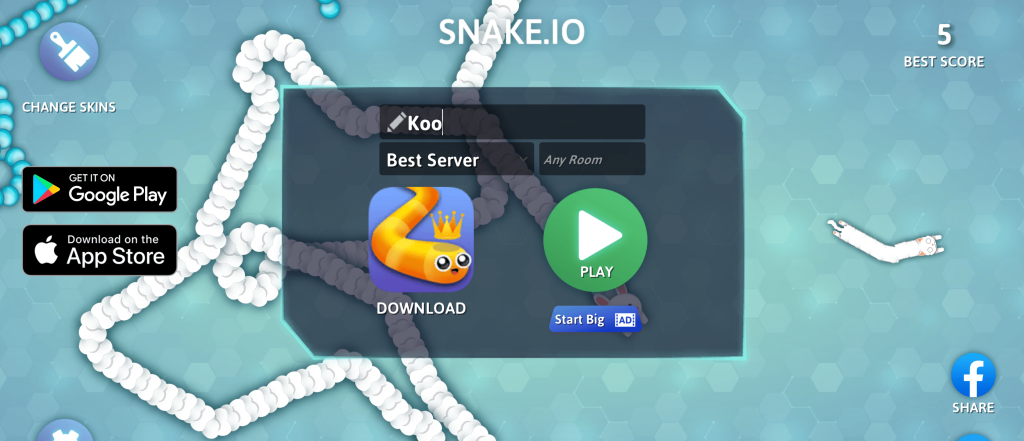 SNAKE.IO
5
BEST SCORE
CHANGE SKINS
Koo
Best Server
Any Room
GET IT ON
Google Play
Download on the
App Store
PLAY
DOWNLOAD
Start Big AD
SHARE